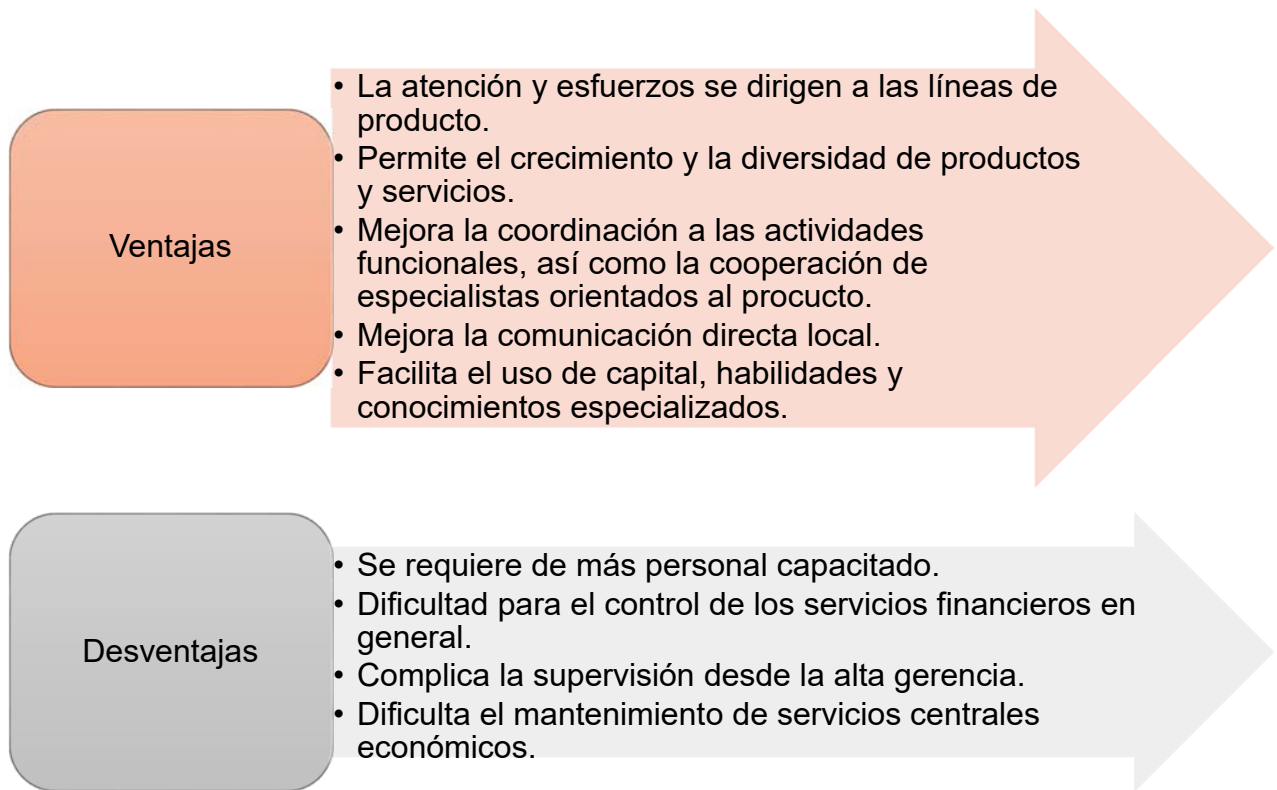 Ventajas
• La atención y esfuerzos se dirigen a las líneas de
producto.
• Permite el crecimiento y la diversidad de productos
y servicios.
• Mejora la coordinación a las actividades
funcionales, así como la cooperación de
especialistas orientados al procucto.
• Mejora la comunicación directa local.
• Facilita el uso de capital, habilidades y
conocimientos especializados.
Desventajas
• Se requiere de más personal capacitado.
• Dificultad para el control de los servicios financieros en
general.
• Complica la supervisión desde la alta gerencia.
• Dificulta el mantenimiento de servicios centrales
económicos.